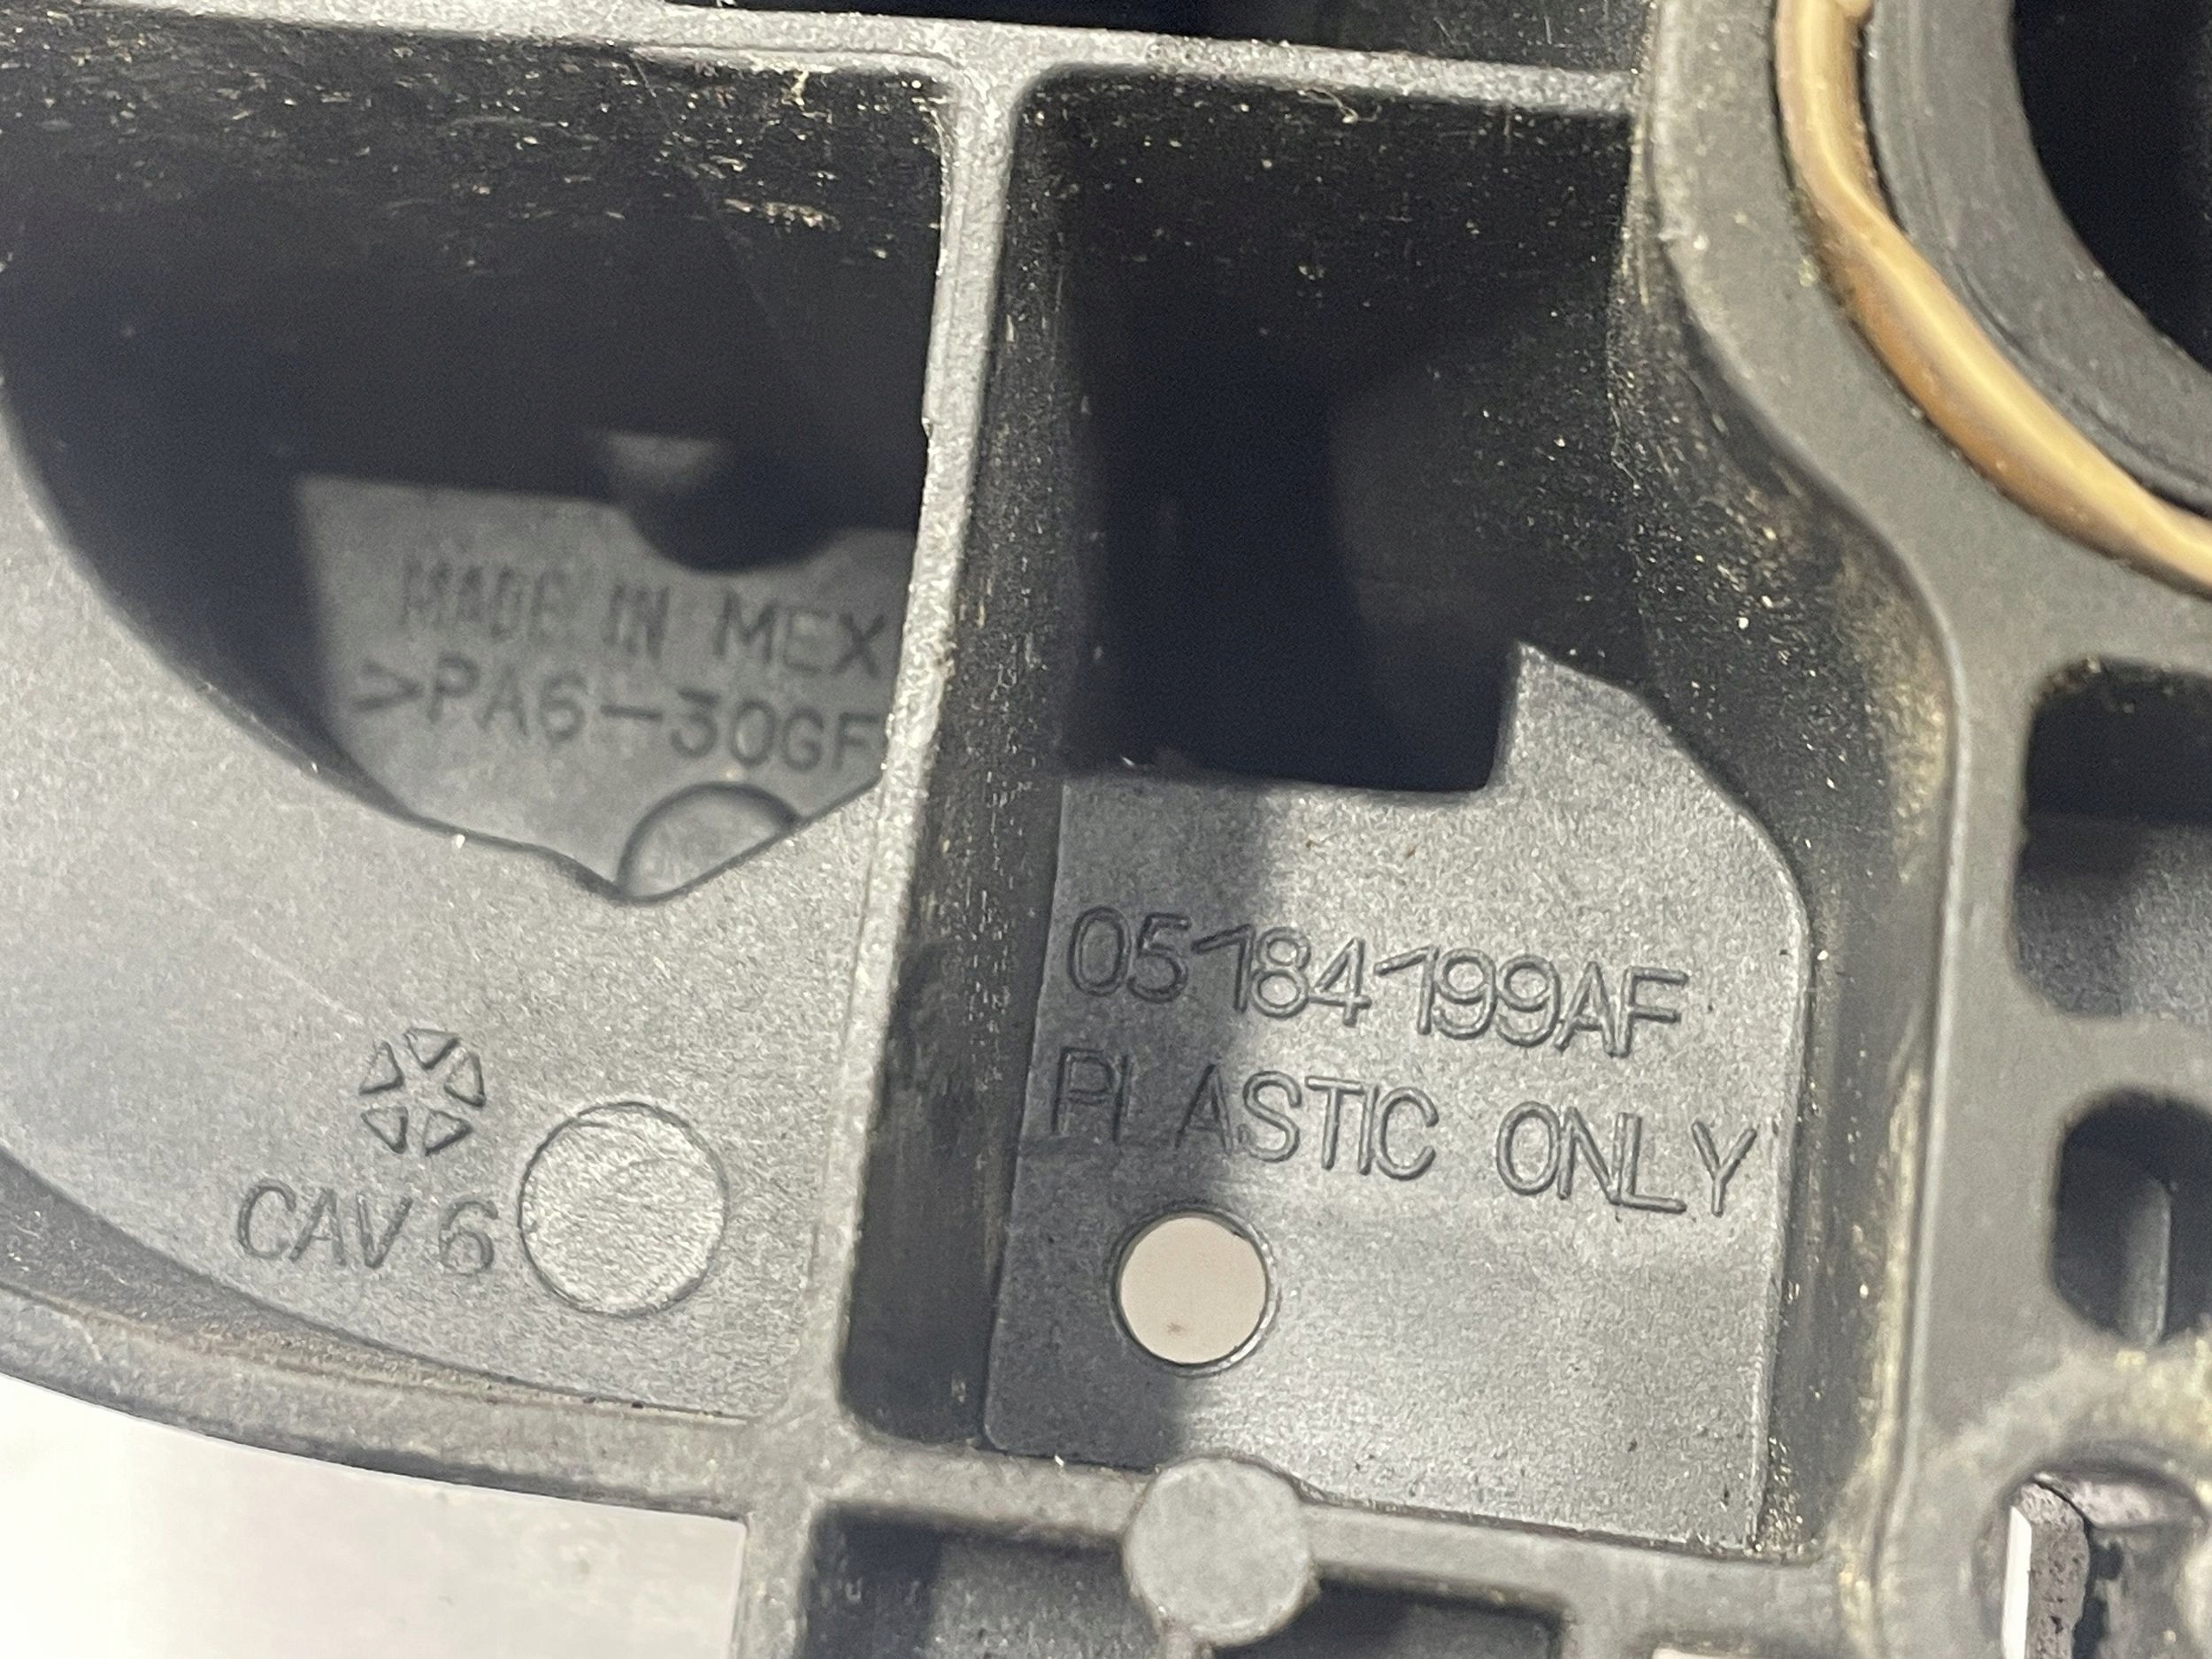 MADE IN MEX
>PA6-30GF
05184199AF
PLASTIC ONLY
CAV 6